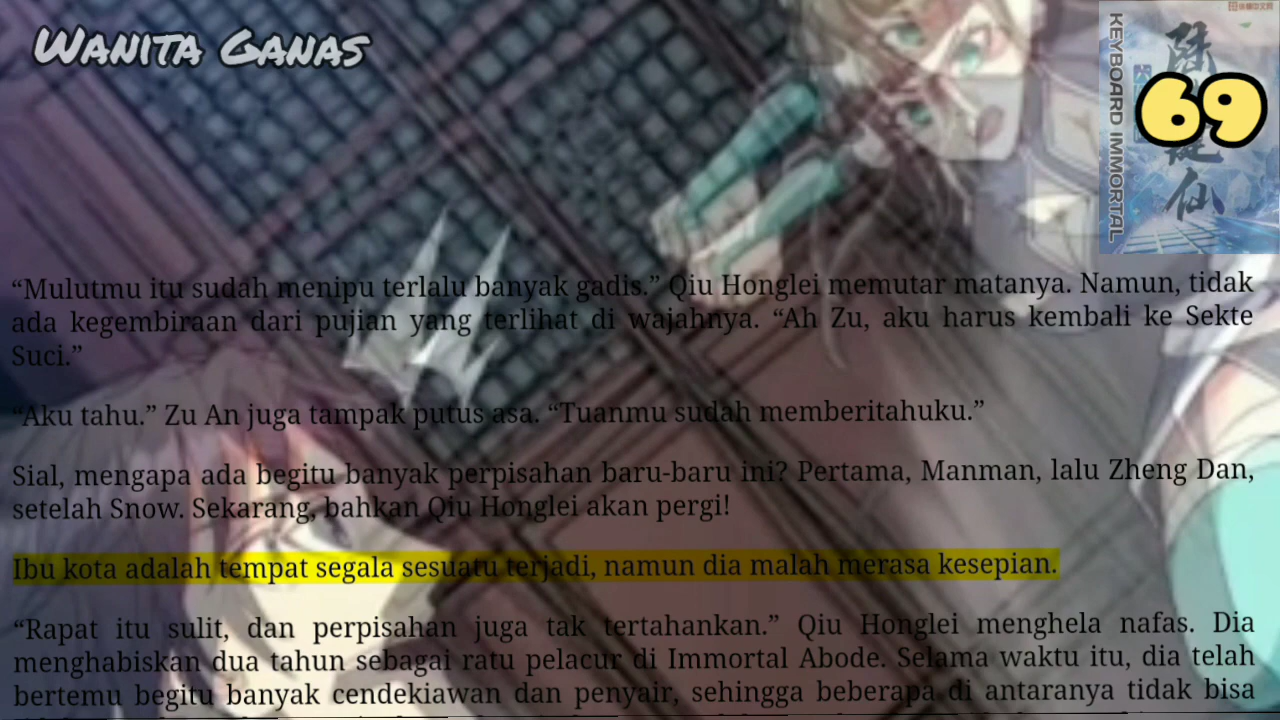 Wanita Ganas
KEYBOARD IMMORTAL
69
“Mulutmu itu sudah menipu terlalu banyak gadis.” Qiu Honglei memutar matanya. Namun, tidak
ada kegembiraan dari pujian yang terlihat di wajahnya. “Ah Zu, aku harus kembali ke Sekte
Suci.”
“Aku tahu.” Zu An juga tampak putus asa. “Tuanmu sudah memberitahuku.”
Sial, mengapa ada begitu banyak perpisahan baru-baru ini? Pertama, Manman, lalu Zheng Dan,
setelah Snow. Sekarang, bahkan Qiu Honglei akan pergi!
Ibu kota adalah tempat segala sesuatu terjadi, namun dia malah merasa kesepian.
“Rapat itu sulit, dan perpisahan juga tak tertahankan.” Qiu Honglei menghela nafas. Dia
menghabiskan dua tahun sebagai ratu pelacur di Immortal Abode. Selama waktu itu, dia telah
bertemu begitu banyak cendekiawan dan penyair, sehingga beberapa di antaranya tidak bisa